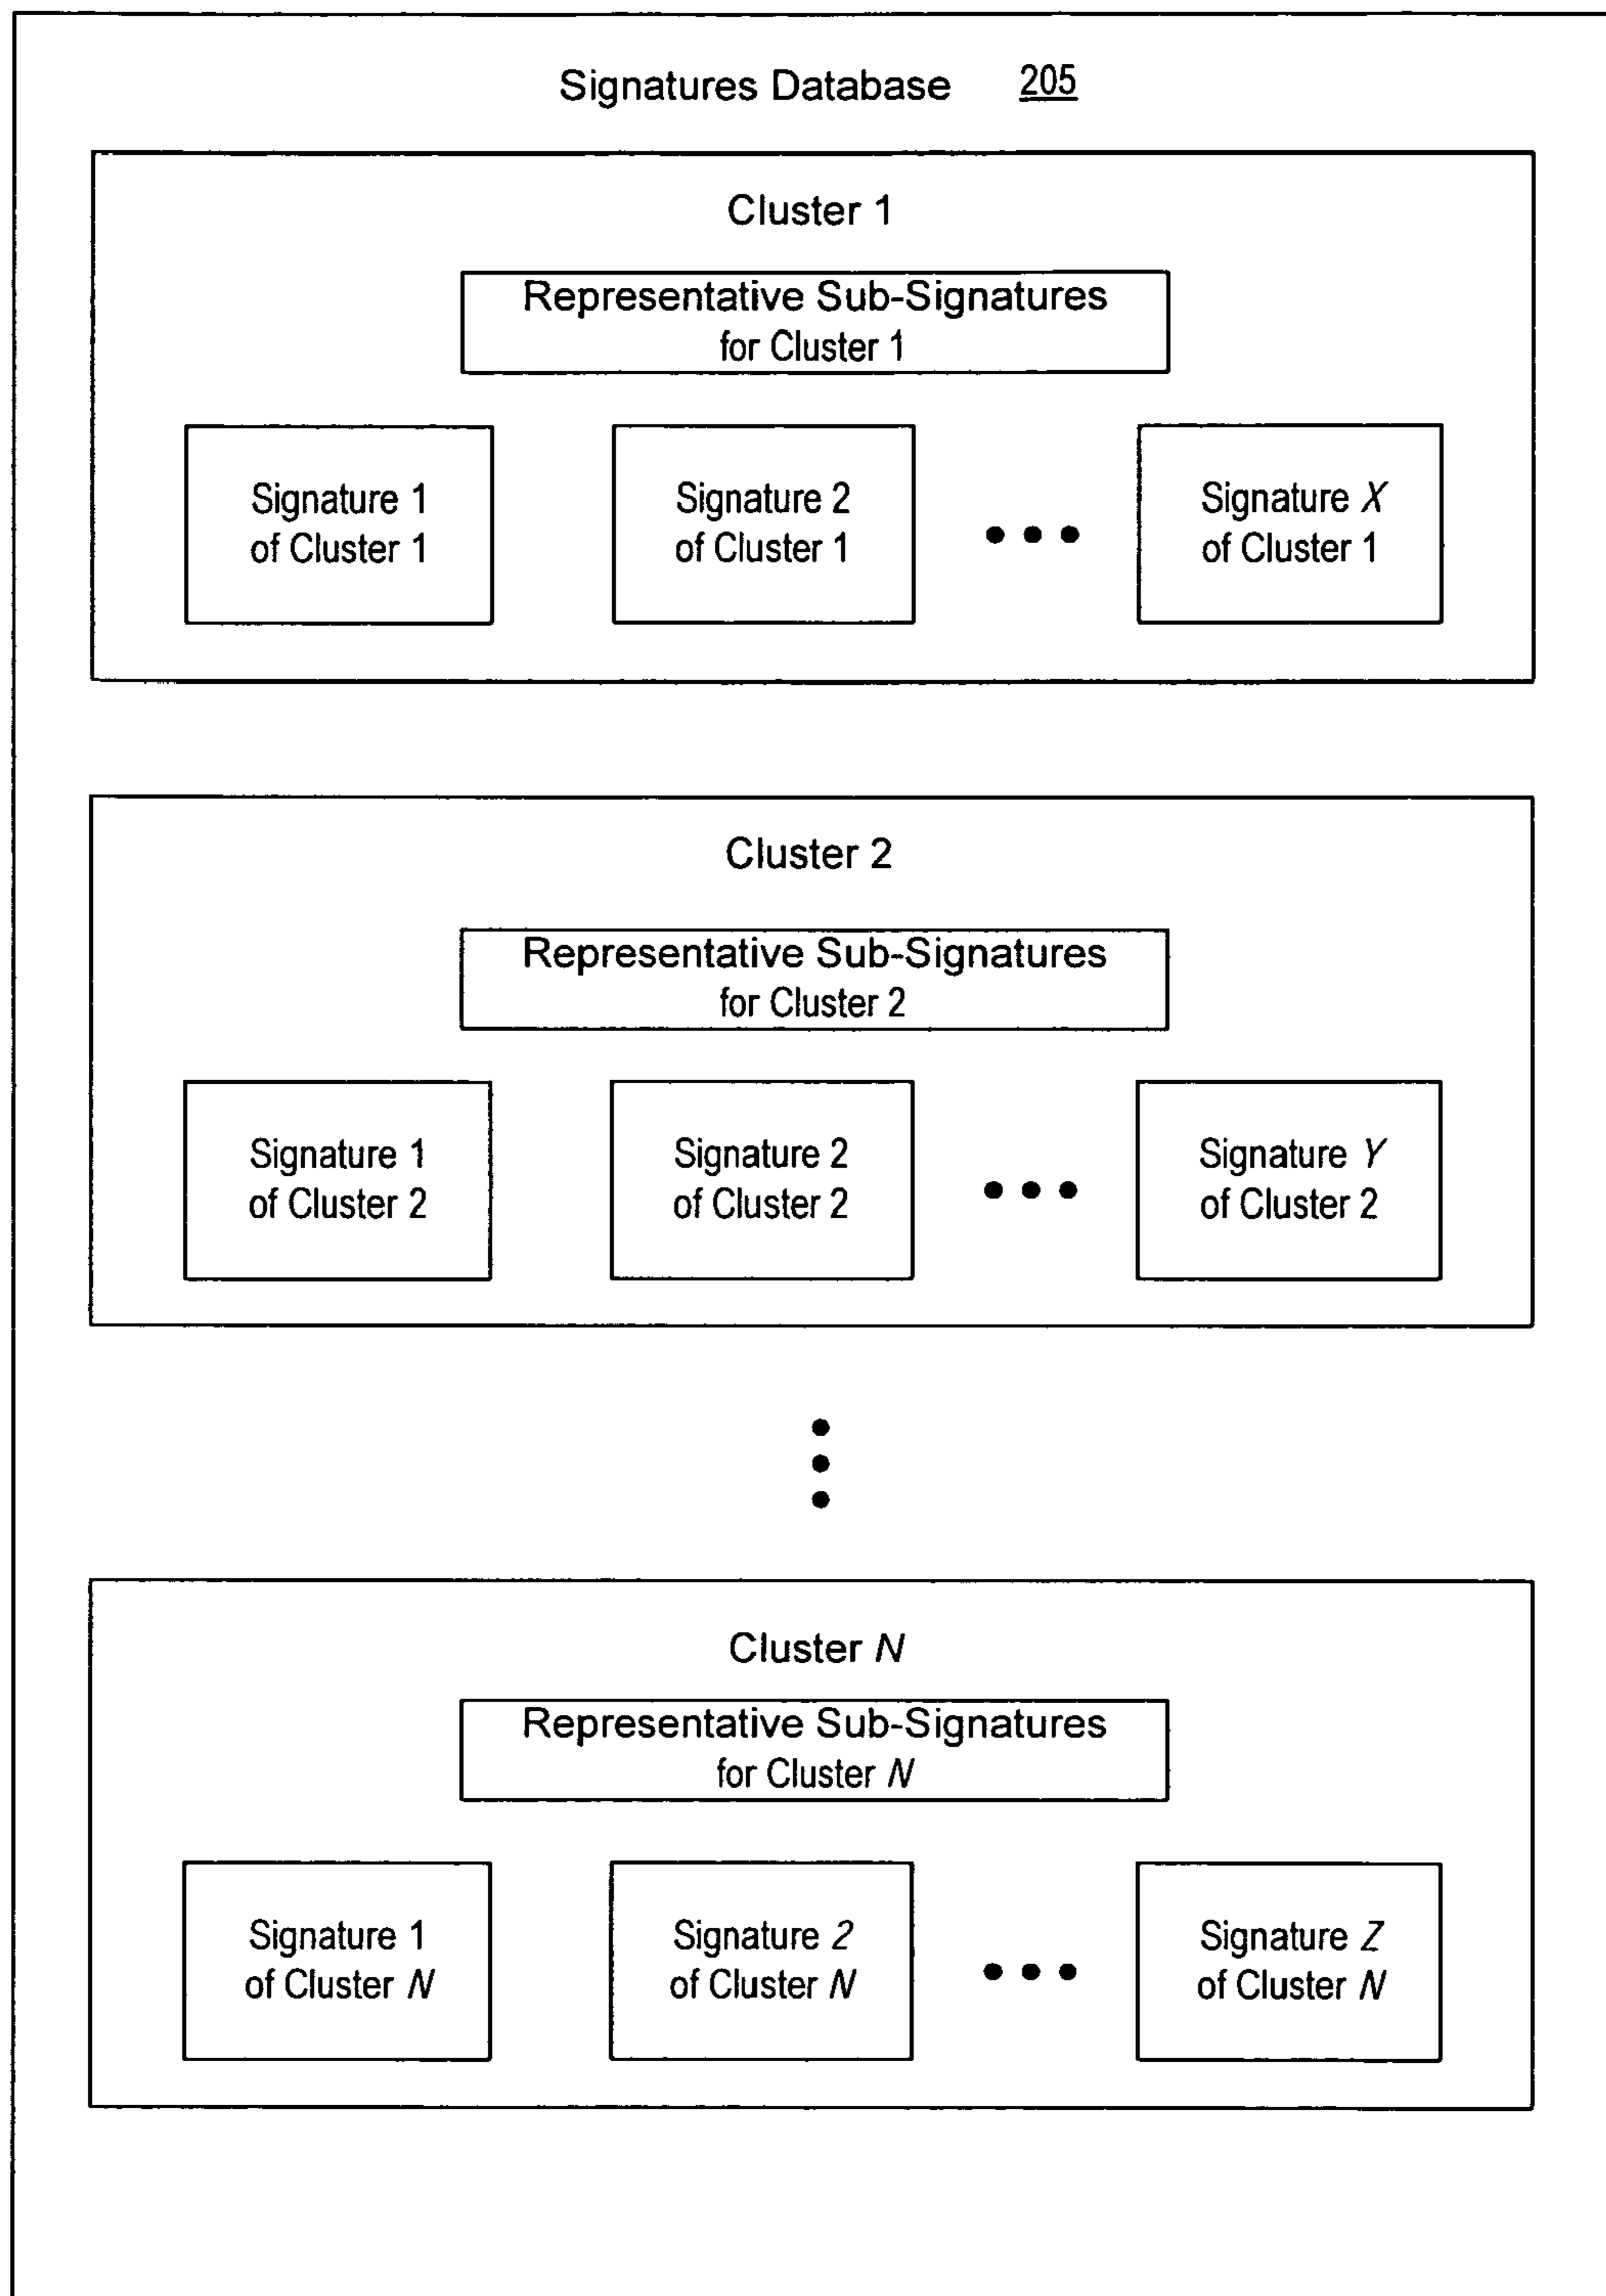 Signatures Database 205
Cluster 1
Representative Sub-Signatures
for Cluster 1
Signature 1
of Cluster 1
Signature 2
of Cluster 1
Signature X
of Cluster 1
Cluster 2
Representative Sub-Signatures
for Cluster 2
Signature 1
of Cluster 2
Signature 2
of Cluster 2
Signature Y
of Cluster 2
Cluster N
Representative Sub-Signatures
for Cluster N
Signature 1
of Cluster N
Signature 2
of Cluster N
Signature Z
of Cluster N